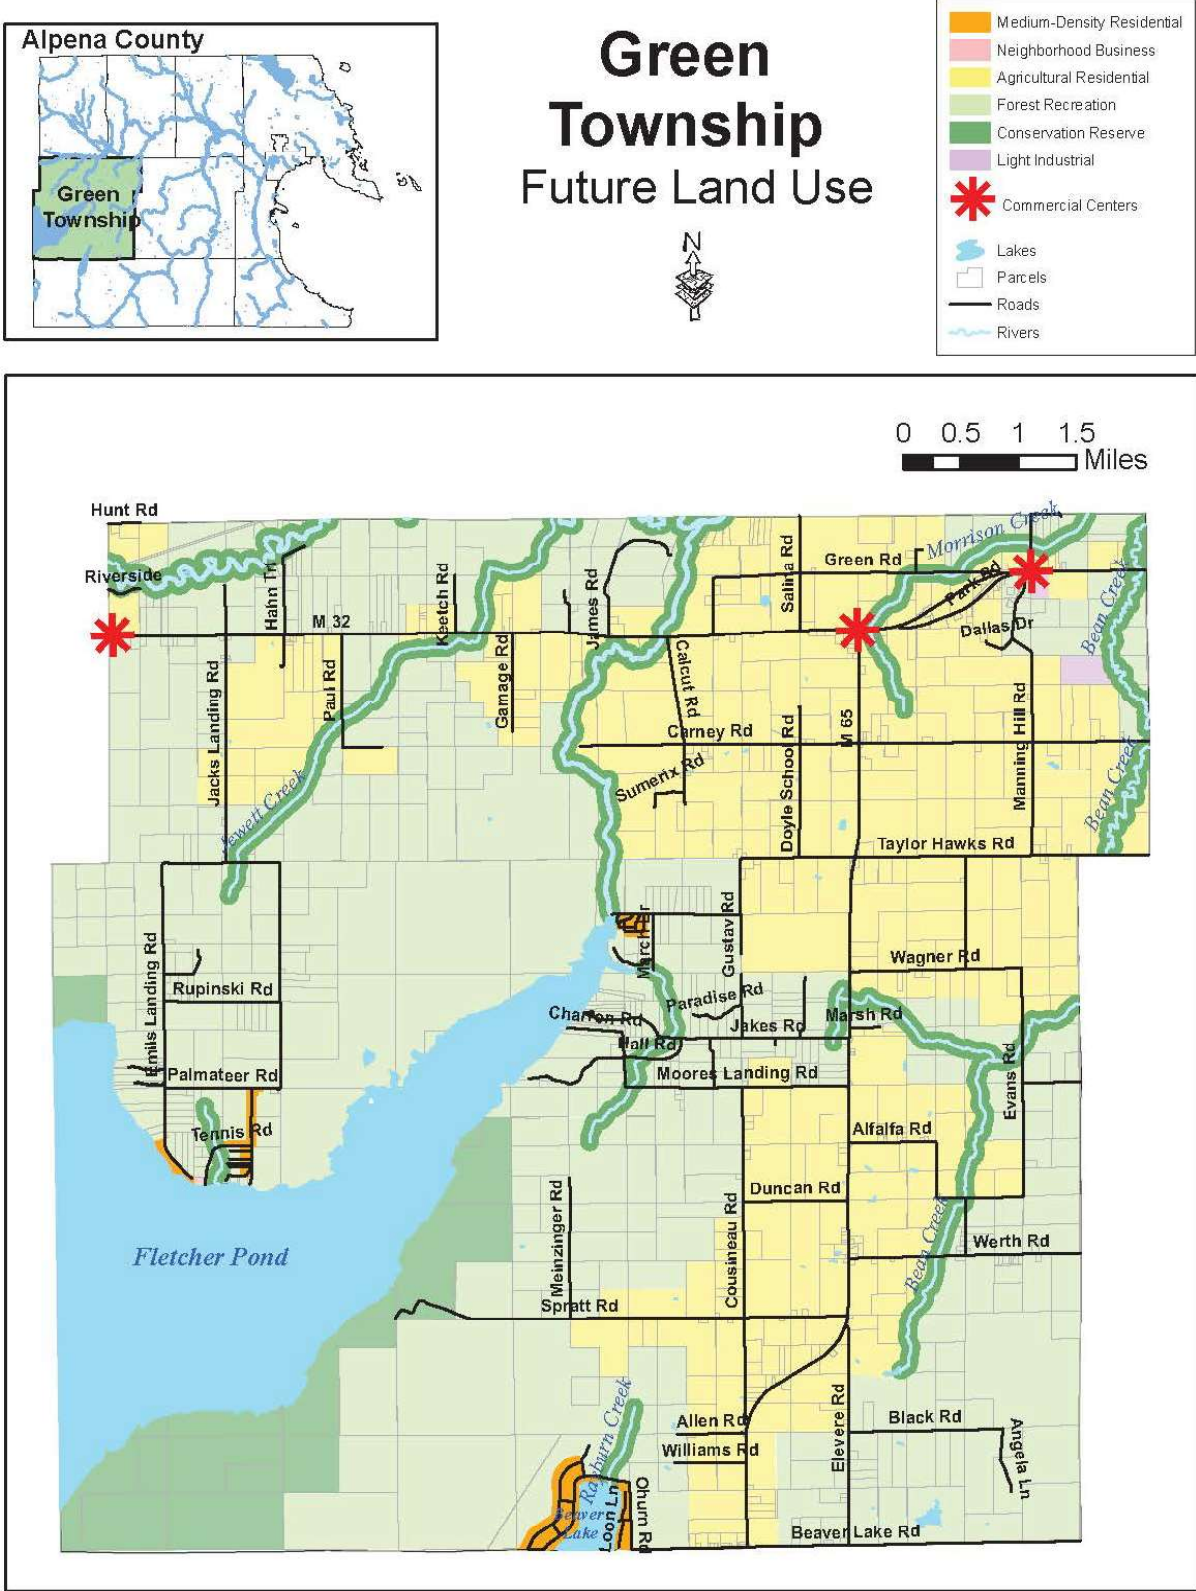 Alpena County
Green
Township
Green
Township
Future Land Use
N
Medium-Density Residential
Neighborhood Business
Agricultural Residential
Forest Recreation
Conservation Reserve
Light Industrial
Commercial Centers
Lakes
Parcels
Roads
Rivers
0 0.5 1 1.5
Miles
Hunt Rd
Riverside
Hahn Trl
M 32
Keetch Rd
James Rd
Salina Rd
Green Rd
Morrison Creek
Park Rd
Dallas Dr
Bean Creek
Jacks Landing Rd
Paul Rd
Gamage Rd
Calcut Rd
Carney Rd
Sumerix Rd
Doyle School Rd
M 65
Manning Hill Rd
Bean Creek
Jewett Creek
Taylor Hawks Rd
Emils Landing Rd
Rupinski Rd
Gustav Rd
Wagner Rd
Paradise Rd
Charron Rd
Jakes Rd
Marsh Rd
Hall Rd
Palmateer Rd
Moores Landing Rd
Evans Rd
Tennis Rd
Alfalfa Rd
Duncan Rd
Meinzinger Rd
Cousineau Rd
Bean Creek
Werth Rd
Fletcher Pond
Spratt Rd
Allen Rd
Williams Rd
Elevere Rd
Black Rd
Angela Ln
Beaver
Lake
Loon Ln
Beaver Lake Rd